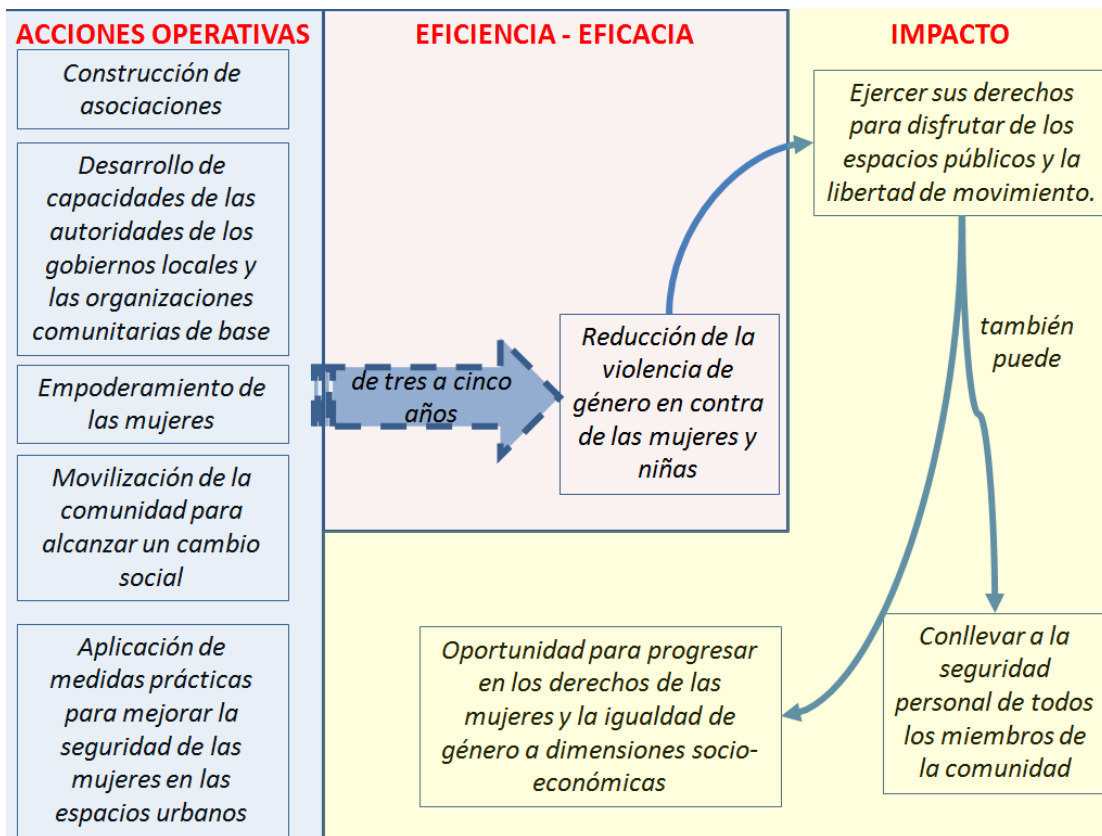 ACCIONES OPERATIVAS
Construcción de
asociaciones
Desarrollo de
capacidades de las
autoridades de los
gobiernos locales y
las organizaciones
comunitarias de base
Empoderamiento de
las mujeres
Movilización de la
comunidad para
alcanzar un cambio
social
Aplicación de
medidas prácticas
para mejorar la
seguridad de las
mujeres en las
espacios urbanos
EFICIENCIA - EFICACIA
de tres a cinco
años
Reducción de la
violencia de
género en contra
de las mujeres y
niñas
IMPACTO
Ejercer sus derechos
para disfrutar de los
espacios públicos y la
libertad de movimiento.
también
puede
Oportunidad para progresar
en los derechos de las
mujeres y la igualdad de
género a dimensiones socio-
económicas
Conllevar a la
seguridad
personal de todos
los miembros de
la comunidad